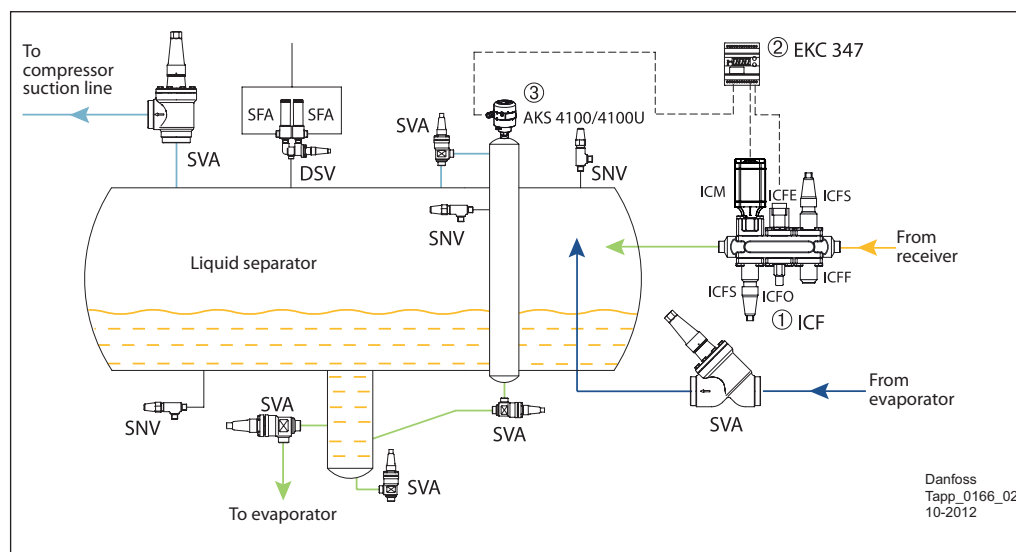 To
compressor
suction line
SVA
SFA
SFA
DSV
SVA
③
AKS 4100/4100U
SNV
② EKC 347
ICM
ICFE
ICFS
From
receiver
SNV
Liquid separator
ICFS
ICFO
ICFF
① ICF
From
evaporator
SVA
SNV
SVA
SVA
SVA
To evaporator
Danfoss
Tapp_0166_02
10-2012